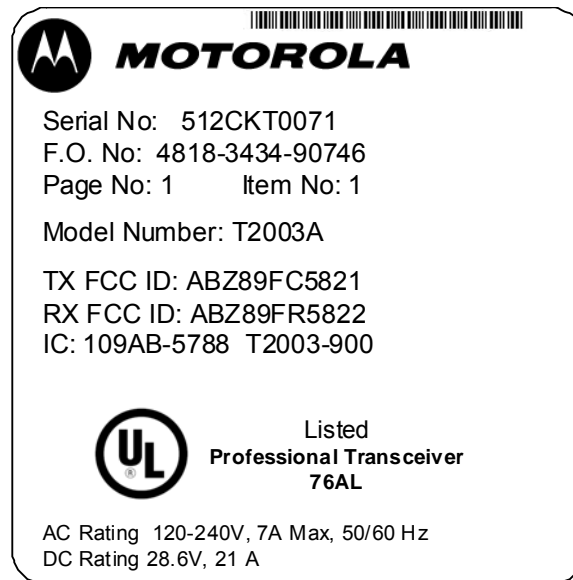 MOTOROLA
Serial No: 512CKT0071
F.O. No: 4818-3434-90746
Page No: 1 Item No: 1
Model Number: T2003A
TX FCC ID: ABZ89FC5821
RX FCC ID: ABZ89FR5822
IC: 109AB-5788 T2003-900
UL ®
Listed
Professional Transceiver
76AL
AC Rating 120-240V, 7A Max, 50/60 Hz
DC Rating 28.6V, 21 A